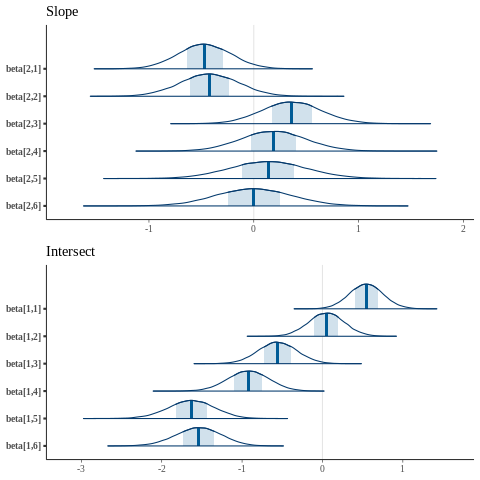 Slope
beta[2,1]
beta[2,2]
beta[2,3]
beta[2,4]
beta[2,5]
beta[2,6]
-1 0 1 2
Intersect
beta[1,1]
beta[1,2]
beta[1,3]
beta[1,4]
beta[1,5]
beta[1,6]
-3 -2 -1 0 1